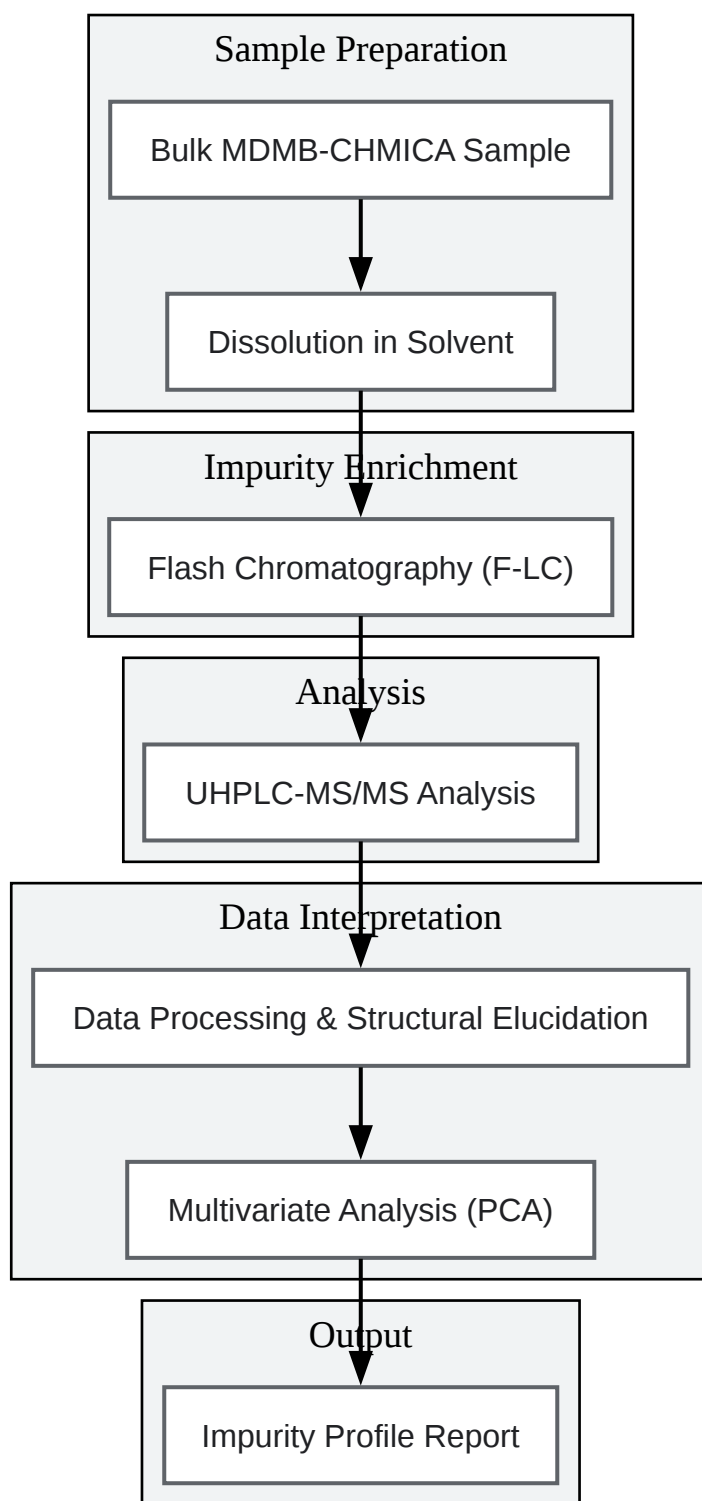 Sample Preparation
Bulk MDMB-CHMICA Sample
Dissolution in Solvent
Impurity Enrichment
Flash Chromatography (F-LC)
Analysis
UHPLC-MS/MS Analysis
Data Interpretation
Data Processing & Structural Elucidation
Multivariate Analysis (PCA)
Output
Impurity Profile Report